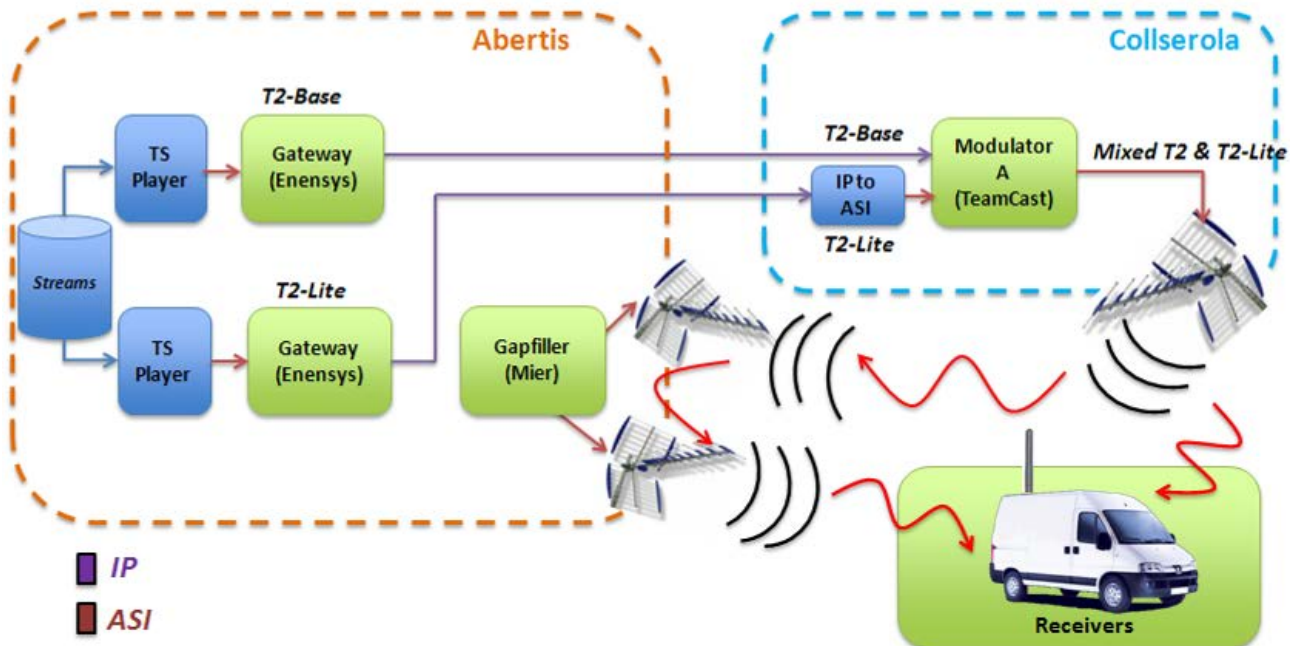 Abertis
Collserola
T2-Base
TS
Player
Gateway
(Enensys)
T2-Base
Modulator
A
(TeamCast)
Mixed T2 & T2-Lite
IP to
ASI
T2-Lite
Streams
T2-Lite
TS
Player
Gateway
(Enensys)
Gapfiller
(Mier)
IP
ASI
Receivers